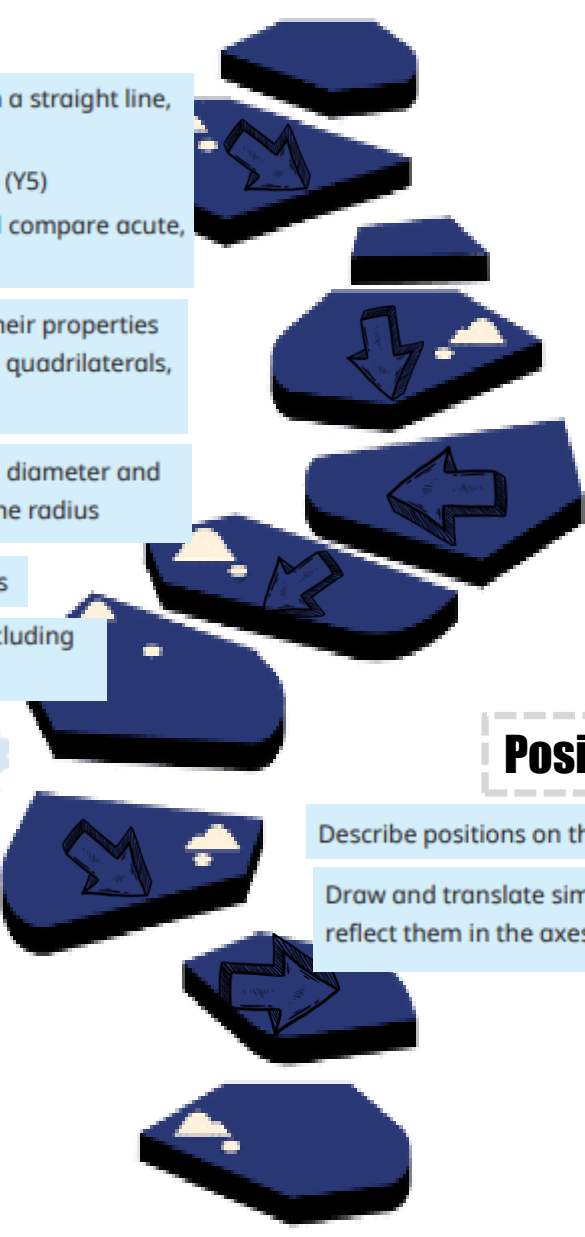 a straight line,
(Y5)
compare acute,
heir properties
quadrilaterals,
diameter and
he radius
s
cluding
Posi
Describe positions on th
Draw and translate sim
reflect them in the axes